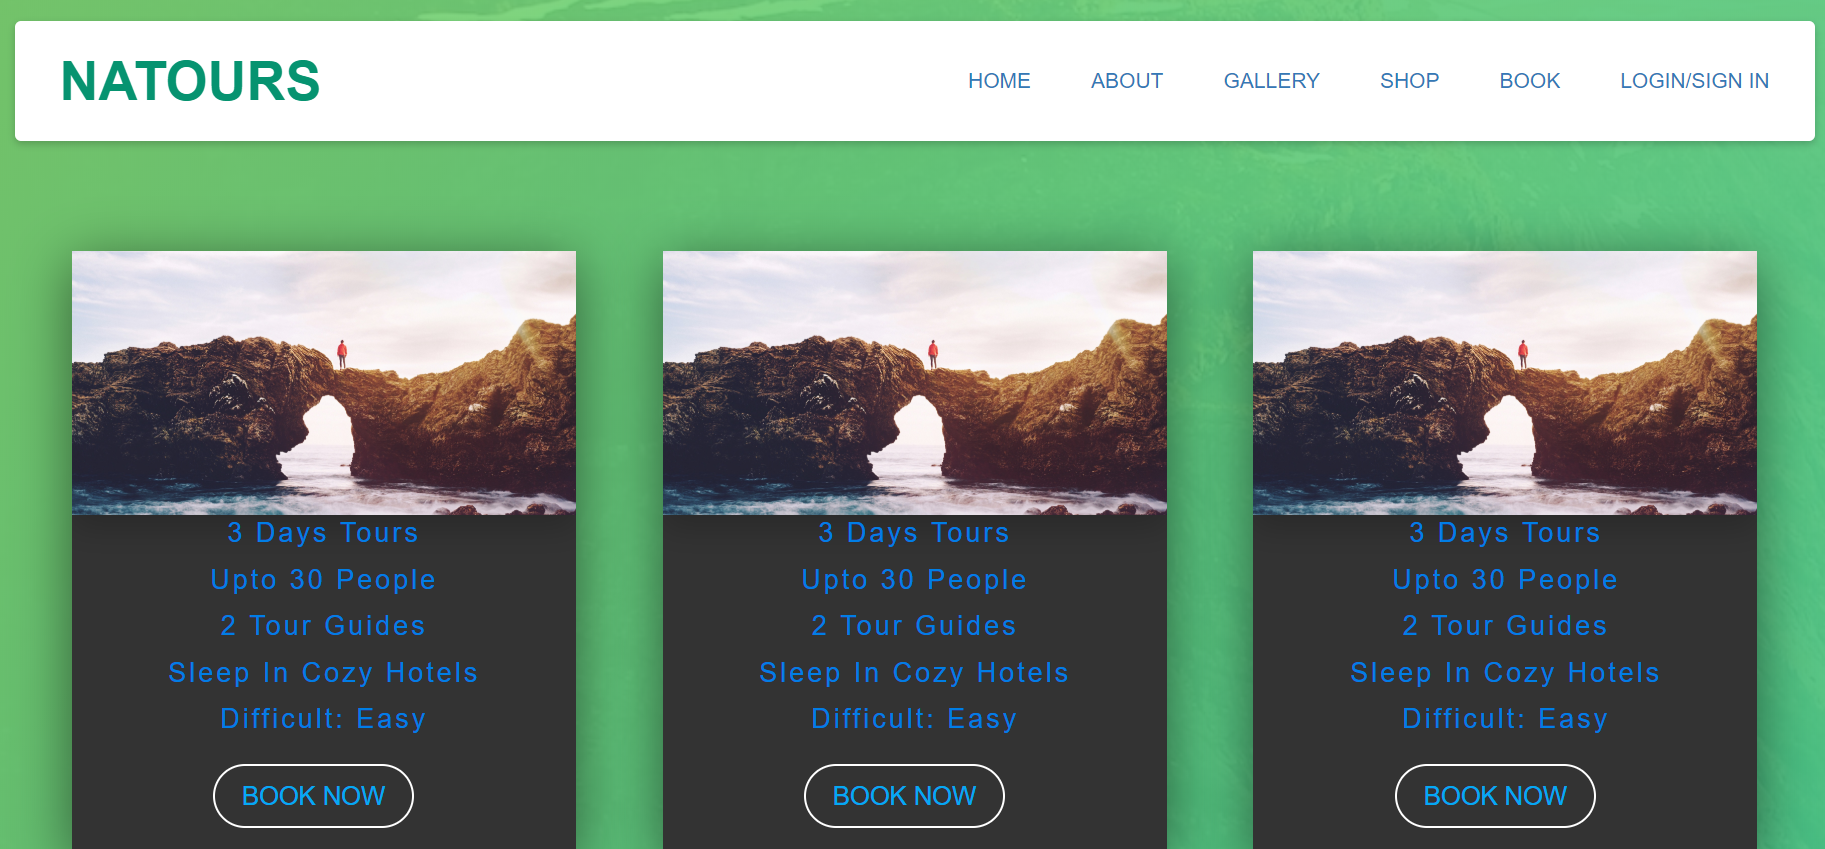 NATOURS
HOME ABOUT GALLERY SHOP BOOK LOGIN/SIGN IN
3 Days Tours
Upto 30 People
2 Tour Guides
Sleep In Cozy Hotels
Difficult: Easy
BOOK NOW
3 Days Tours
Upto 30 People
2 Tour Guides
Sleep In Cozy Hotels
Difficult: Easy
BOOK NOW
3 Days Tours
Upto 30 People
2 Tour Guides
Sleep In Cozy Hotels
Difficult: Easy
BOOK NOW